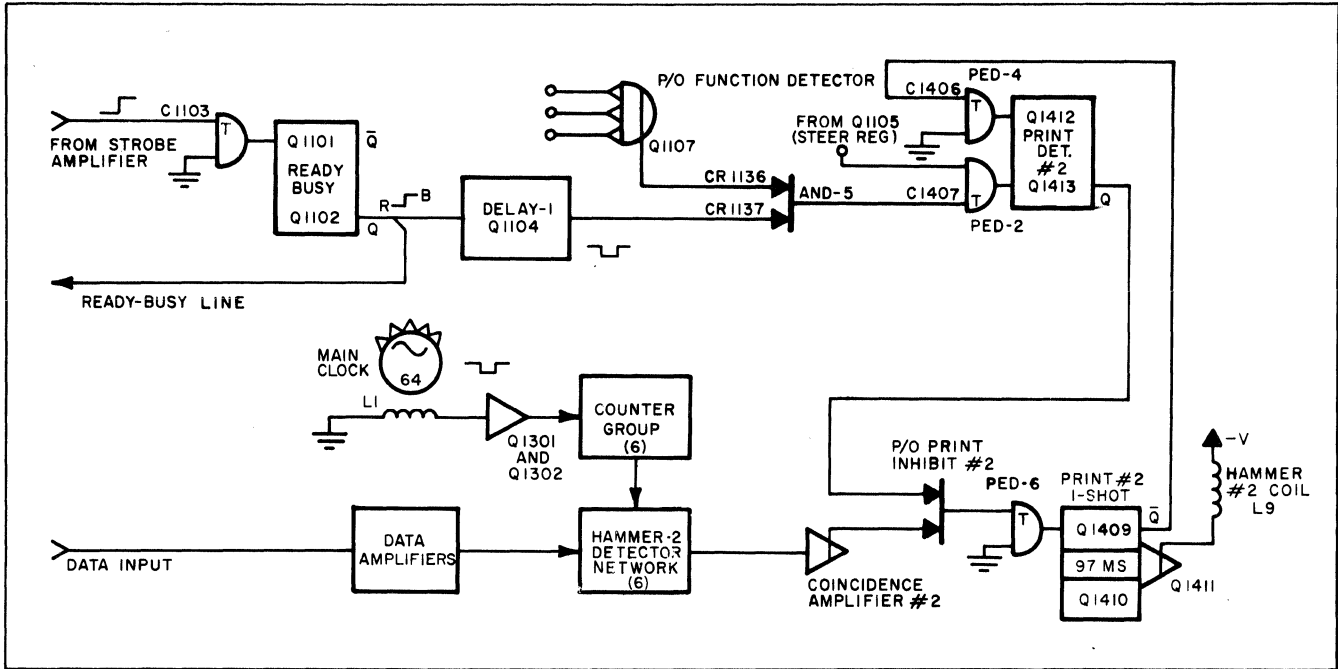 C1103
T
FROM STROBE
AMPLIFIER
Q1101
Q̄
READY
BUSY
Q1102
Q
R
B
DELAY-1
Q1104
READY-BUSY LINE
P/O FUNCTION DETECTOR
Q1107
CR1136
CR1137
AND-5
FROM Q1105
(STEER REG)
C1406
PED-4
T
C1407
T
PED-2
Q1412
PRINT
DET.
#2
Q1413
Q
MAIN
CLOCK
64
L1
Q1301
AND
Q1302
COUNTER
GROUP
(6)
DATA INPUT
DATA
AMPLIFIERS
HAMMER-2
DETECTOR
NETWORK
(6)
COINCIDENCE
AMPLIFIER #2
P/O PRINT
INHIBIT #2
PED-6
T
PRINT #2
1-SHOT
Q̄
Q1409
97 MS
Q1410
Q1411
-V
HAMMER
#2 COIL
L9